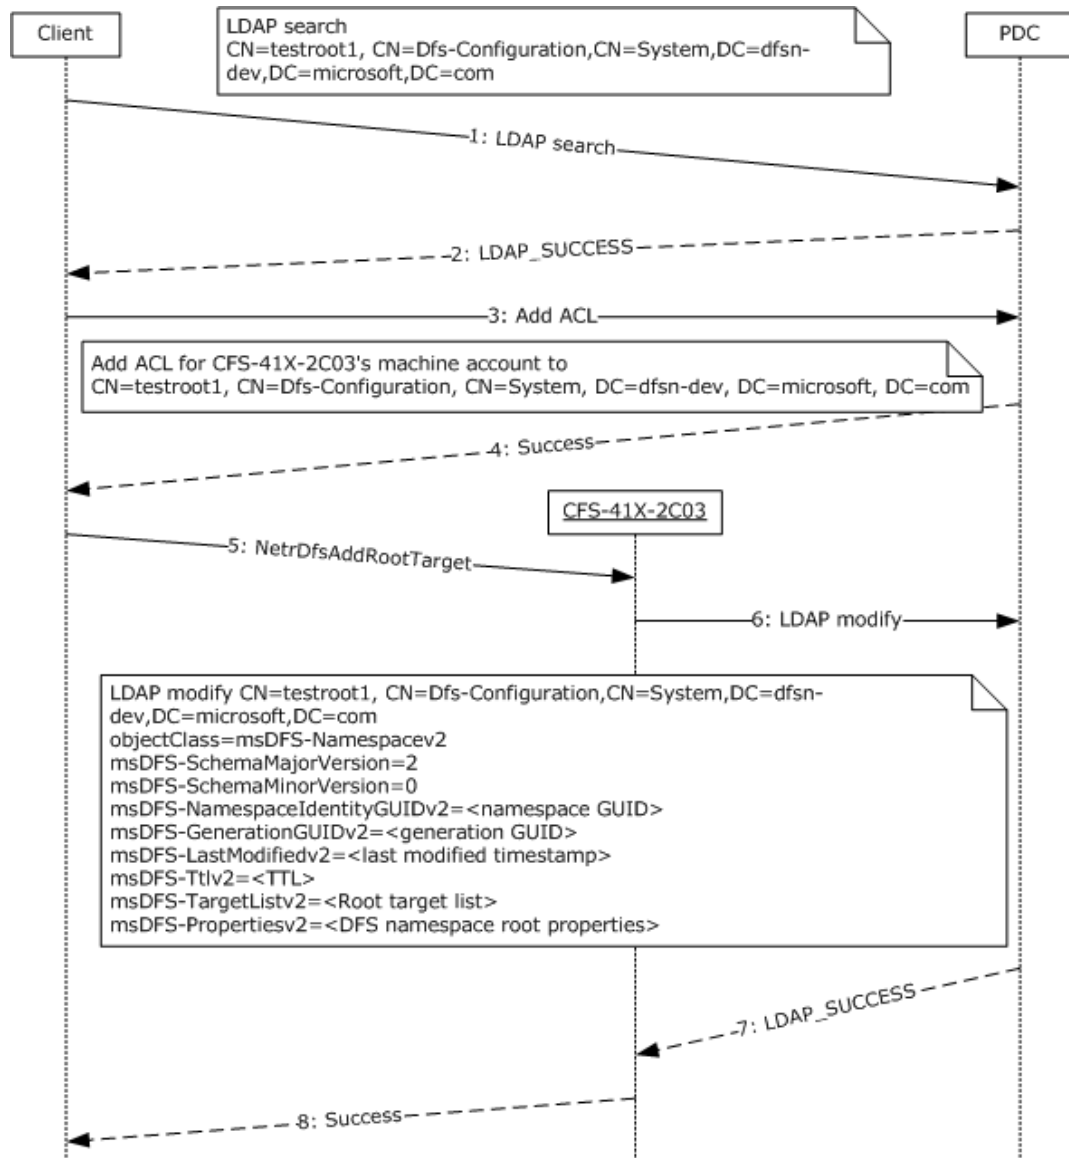 Client
LDAP search
CN=testroot1, CN=Dfs-Configuration,CN=System,DC=dfsn-
dev,DC=microsoft,DC=com
PDC
1: LDAP search
2: LDAP_SUCCESS
3: Add ACL
Add ACL for CFS-41X-2C03's machine account to
CN=testroot1, CN=Dfs-Configuration, CN=System, DC=dfsn-dev, DC=microsoft, DC=com
4: Success
CFS-41X-2C03
5: NetrDfsAddRootTarget
6: LDAP modify
LDAP modify CN=testroot1, CN=Dfs-Configuration,CN=System,DC=dfsn-
dev,DC=microsoft,DC=com
objectClass=msDFS-Namespacev2
msDFS-SchemaMajorVersion=2
msDFS-SchemaMinorVersion=0
msDFS-NamespaceIdentityGUIDv2=<namespace GUID>
msDFS-GenerationGUIDv2=<generation GUID>
msDFS-LastModifiedv2=<last modified timestamp>
msDFS-Ttlv2=<TTL>
msDFS-TargetListv2=<Root target list>
msDFS-Propertiesv2=<DFS namespace root properties>
7: LDAP_SUCCESS
8: Success